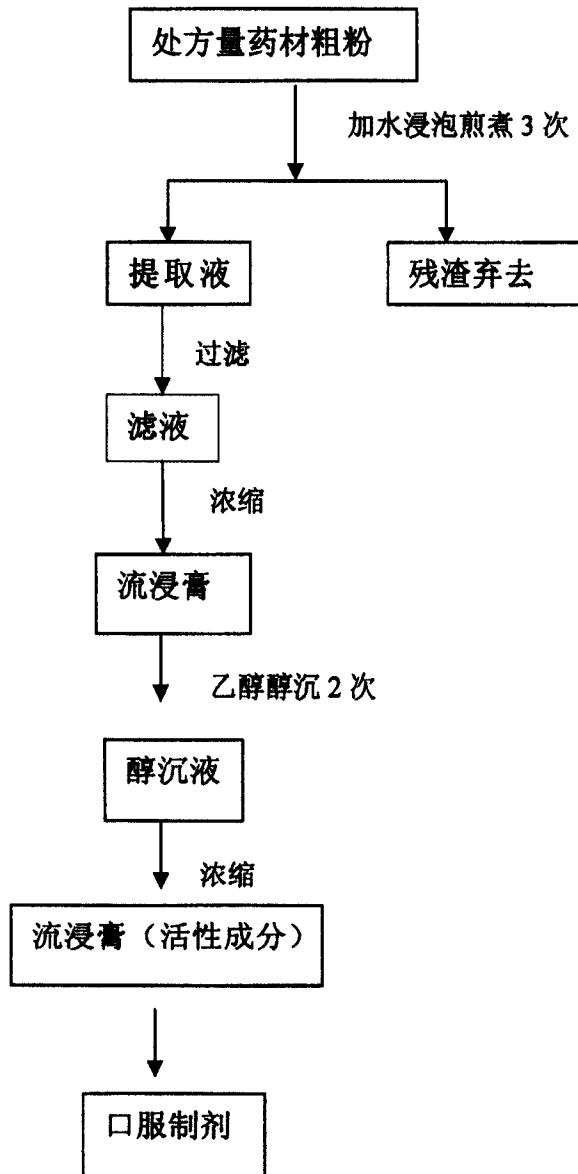 处方量药材粗粉
加水浸泡煎煮3次
提取液
残渣弃去
过滤
滤液
浓缩
流浸膏
乙醇醇沉2次
醇沉液
浓缩
流浸膏（活性成分）
口服制剂